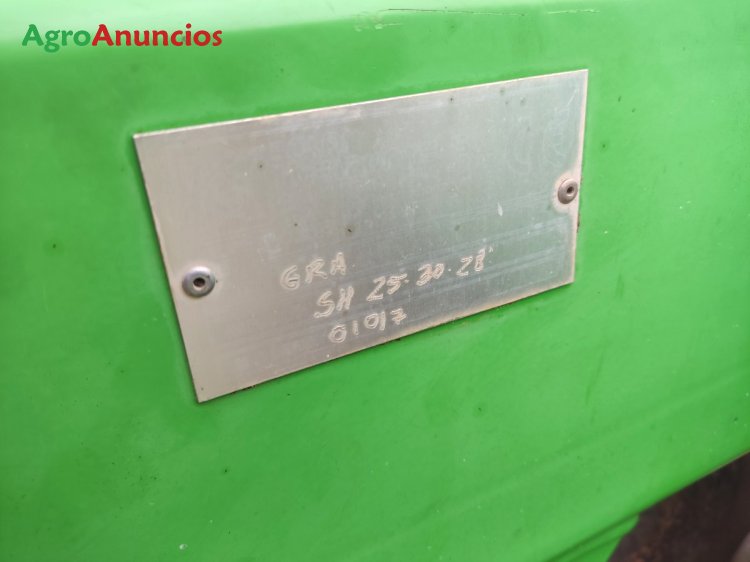 AgroAnuncios
GRA
SH 25.30.28
01017